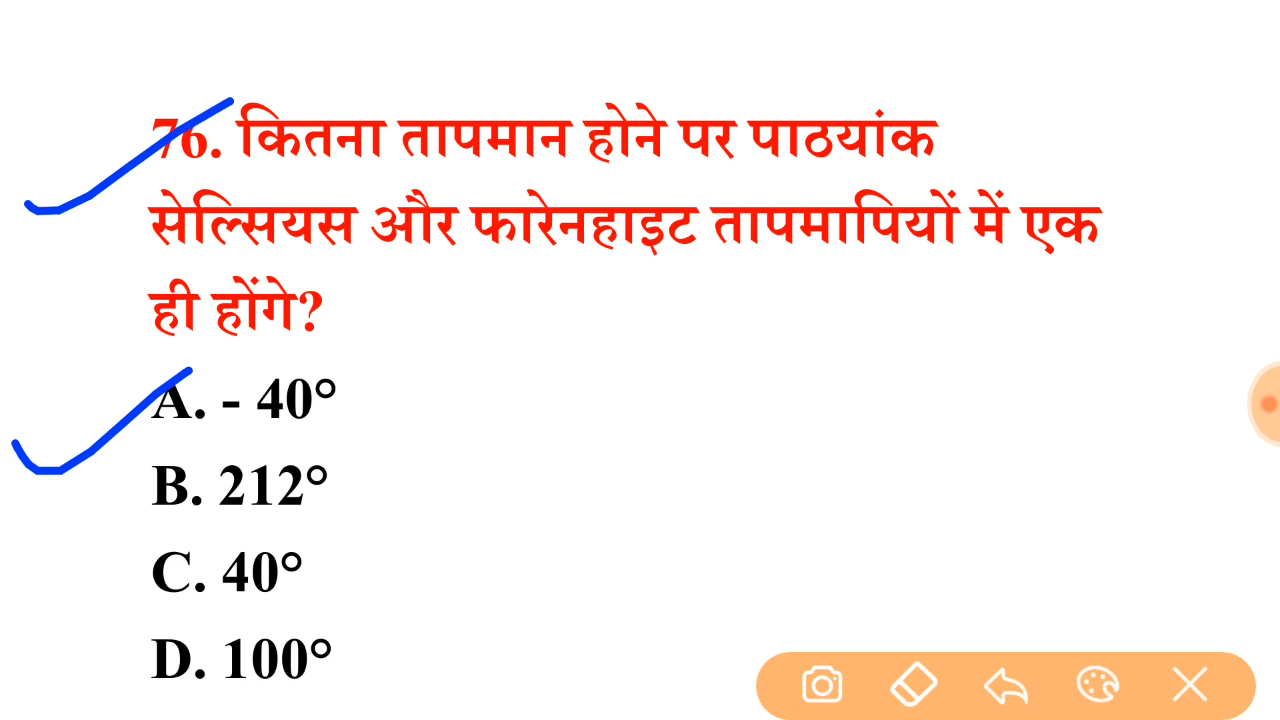 76. कितना तापमान होने पर पाठयांक
सेल्सियस और फारेनहाइट तापमापियों में एक
ही होंगे?
A. - 40°
B. 212°
C. 40°
D. 100°